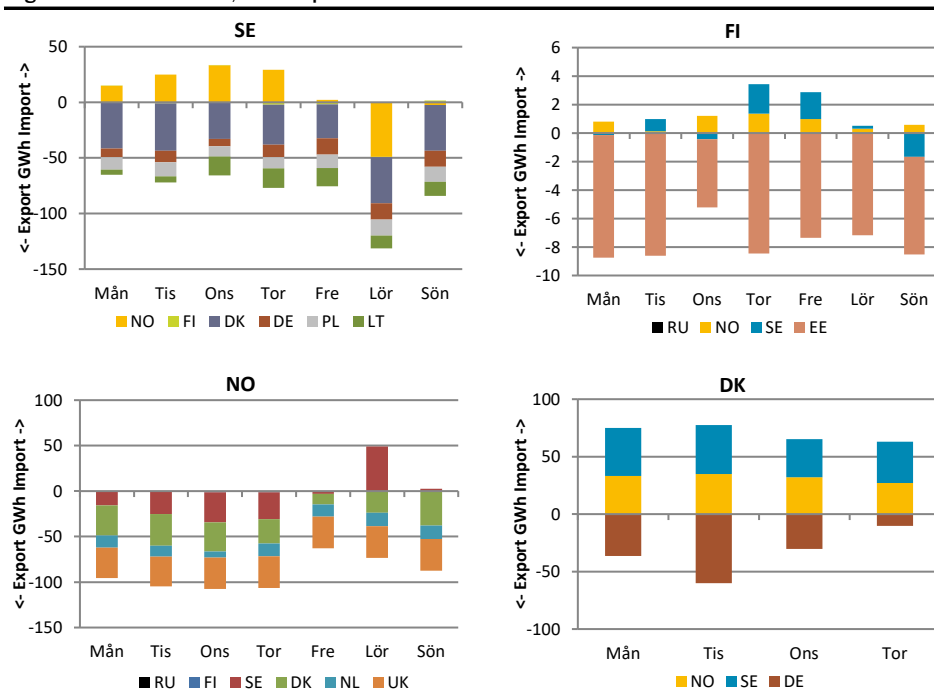 SE
<- Export GWh Import ->
50
0
-50
-100
-150
Mån Tis Ons Tor Fre Lör Sön
NO FI DK DE PL LT
FI
<- Export GWh Import ->
6
4
2
0
-2
-4
-6
-8
-10
Mån Tis Ons Tor Fre Lör Sön
RU NO SE EE
NO
<- Export GWh Import ->
100
50
0
-50
-100
-150
Mån Tis Ons Tor Fre Lör Sön
RU FI SE DK NL UK
DK
<- Export GWh Import ->
100
50
0
-50
-100
Mån Tis Ons Tor
NO SE DE